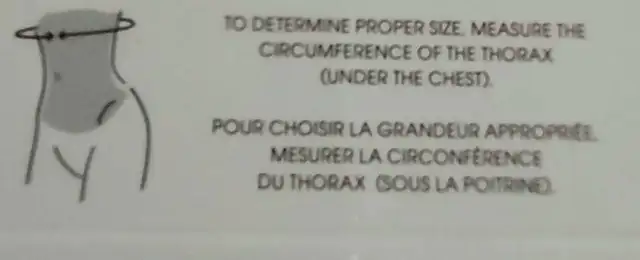 TO DETERMINE PROPER SIZE, MEASURE THE
CIRCUMFERENCE OF THE THORAX
(UNDER THE CHEST).
POUR CHOISIR LA GRANDEUR APPROPRIÉE,
MESURER LA CIRCONFÉRENCE
DU THORAX (SOUS LA POITRINE).